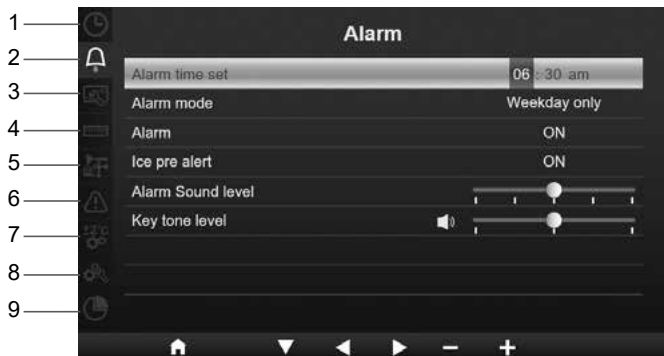 Alarm
1
2
Alarm time set 06 : 30 am
3
Alarm mode Weekday only
4
Alarm ON
5
Ice pre alert ON
6
Alarm Sound level
7
Key tone level
8
9